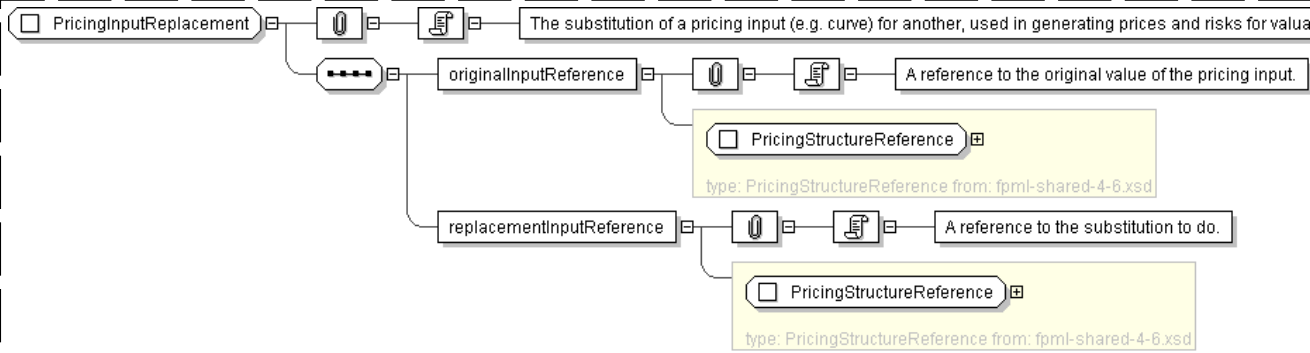 PricingInputReplacement
The substitution of a pricing input (e.g. curve) for another, used in generating prices and risks for valua
originalInputReference
A reference to the original value of the pricing input.
PricingStructureReference
type: PricingStructureReference from: fpml-shared-4-6.xsd
replacementInputReference
A reference to the substitution to do.
PricingStructureReference
type: PricingStructureReference from: fpml-shared-4-6.xsd